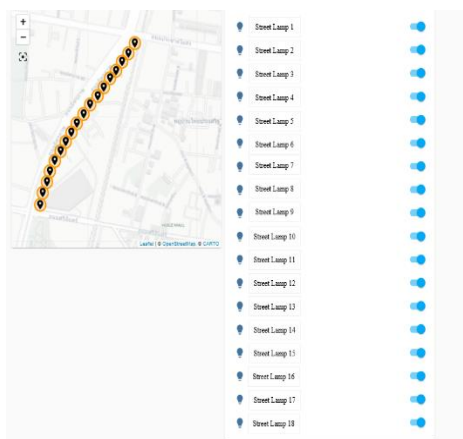 +
−
Leaflet | © OpenStreetMap, © CARTO
Street Lamp 1
Street Lamp 2
Street Lamp 3
Street Lamp 4
Street Lamp 5
Street Lamp 6
Street Lamp 7
Street Lamp 8
Street Lamp 9
Street Lamp 10
Street Lamp 11
Street Lamp 12
Street Lamp 13
Street Lamp 14
Street Lamp 15
Street Lamp 16
Street Lamp 17
Street Lamp 18